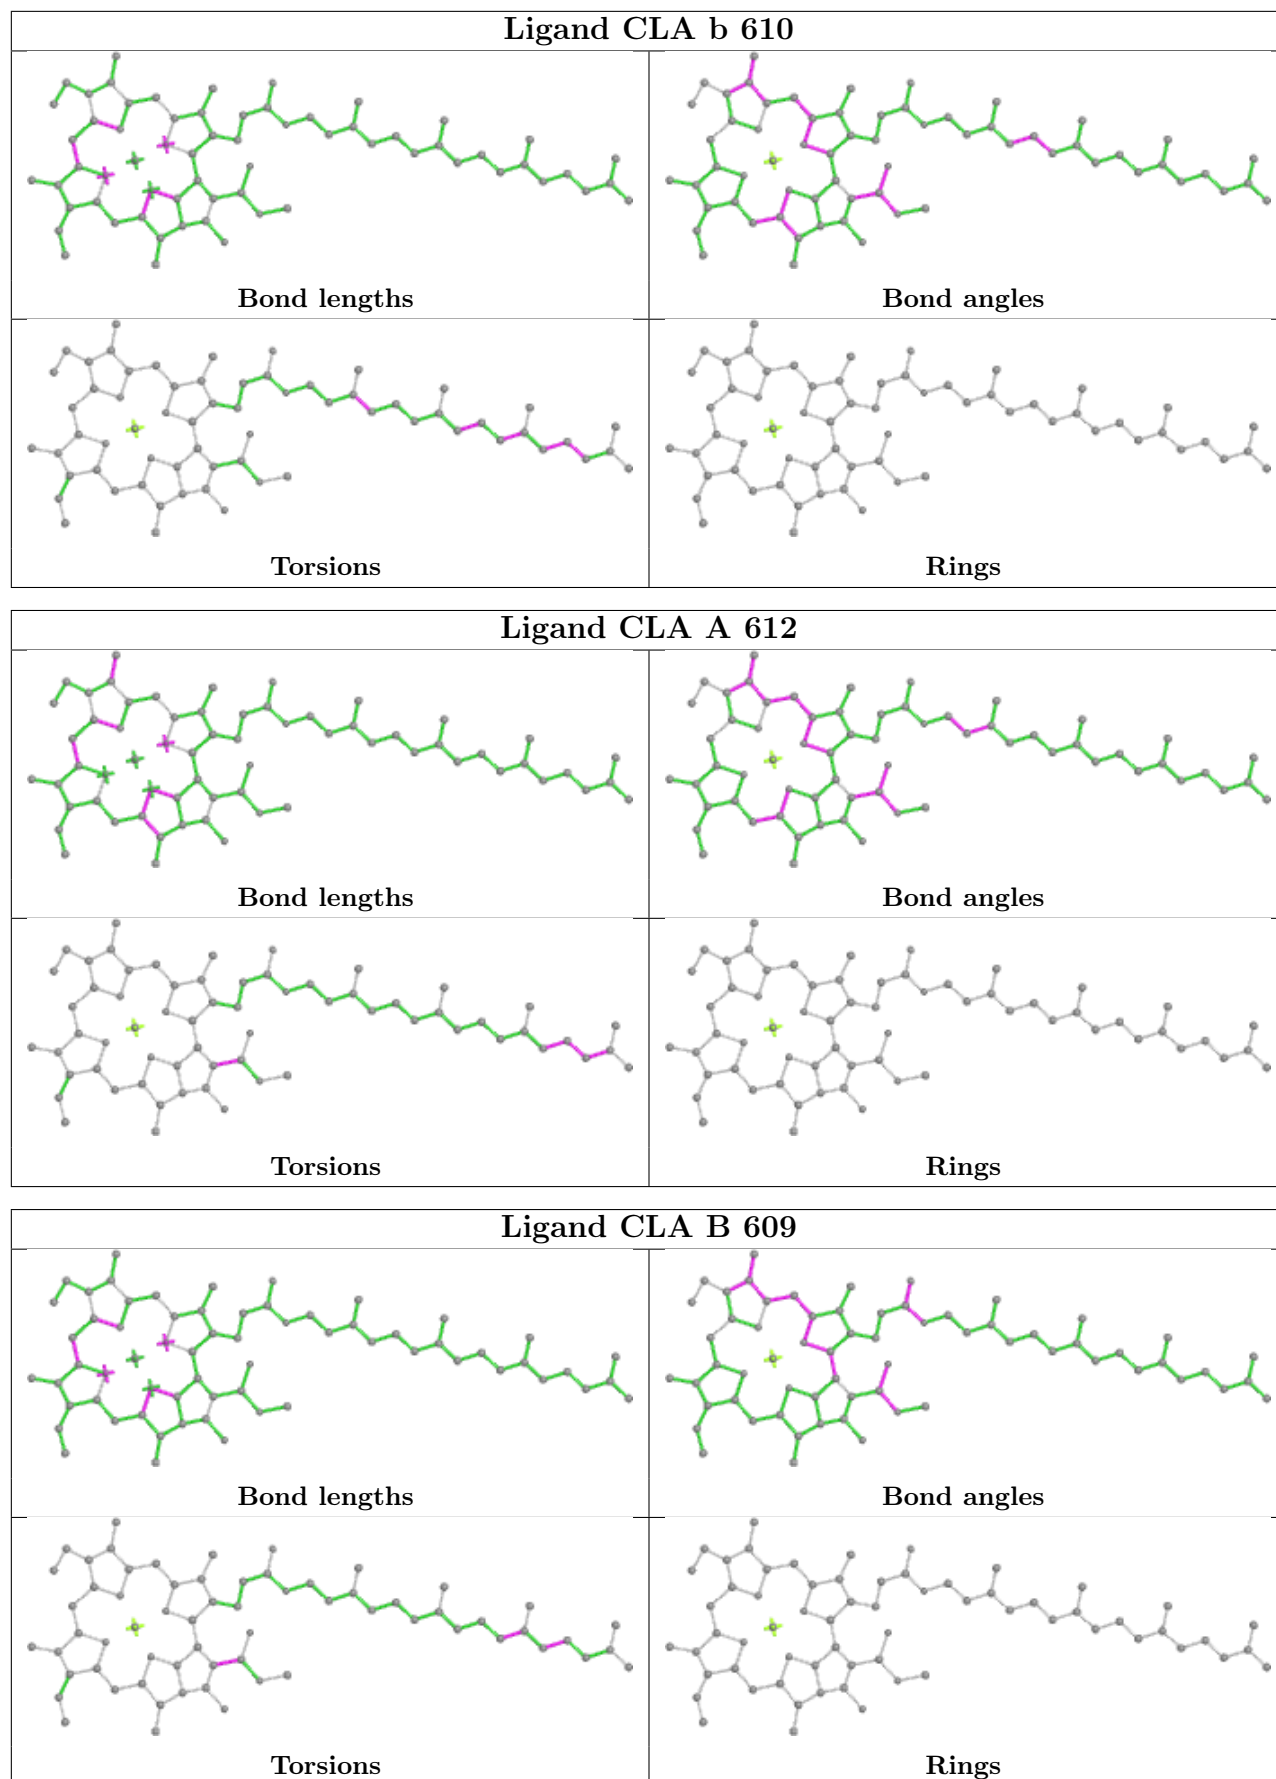 Ligand CLA b 610
Bond lengths
Bond angles
Torsions
Rings
Ligand CLA A 612
Bond lengths
Bond angles
Torsions
Rings
Ligand CLA B 609
Bond lengths
Bond angles
Torsions
Rings